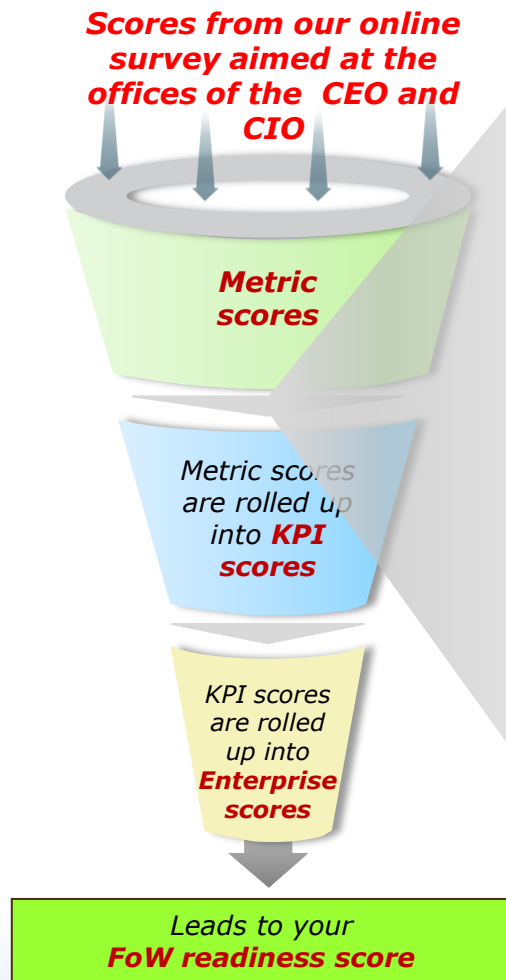 Scores from our online
survey aimed at the
offices of the CEO and
CIO
Metric
scores
Metric scores
are rolled up
into KPI
scores
KPI scores
are rolled
up into
Enterprise
scores
Leads to your
FoW readiness score